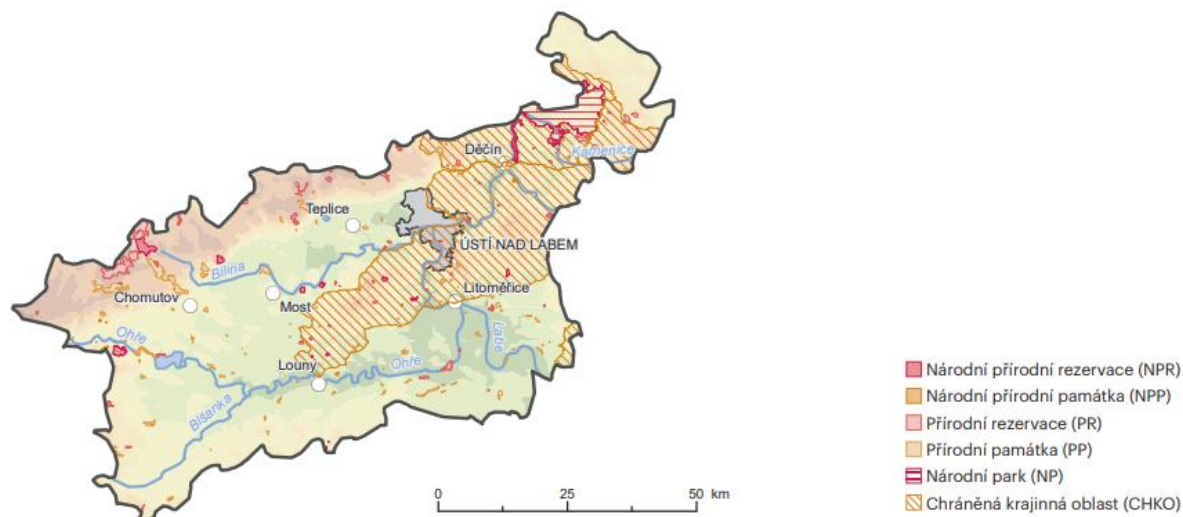 Děčín
Kamenice
Teplice
ÚSTÍ NAD LABEM
Bílina
Chomutov
Most
Litoměřice
Ohře
Labe
Louny
Ohře
Blšanka
0 25 50 km
Národní přírodní rezervace (NPR)
Národní přírodní památka (NPP)
Přírodní rezervace (PR)
Přírodní památka (PP)
Národní park (NP)
Chráněná krajinná oblast (CHKO)